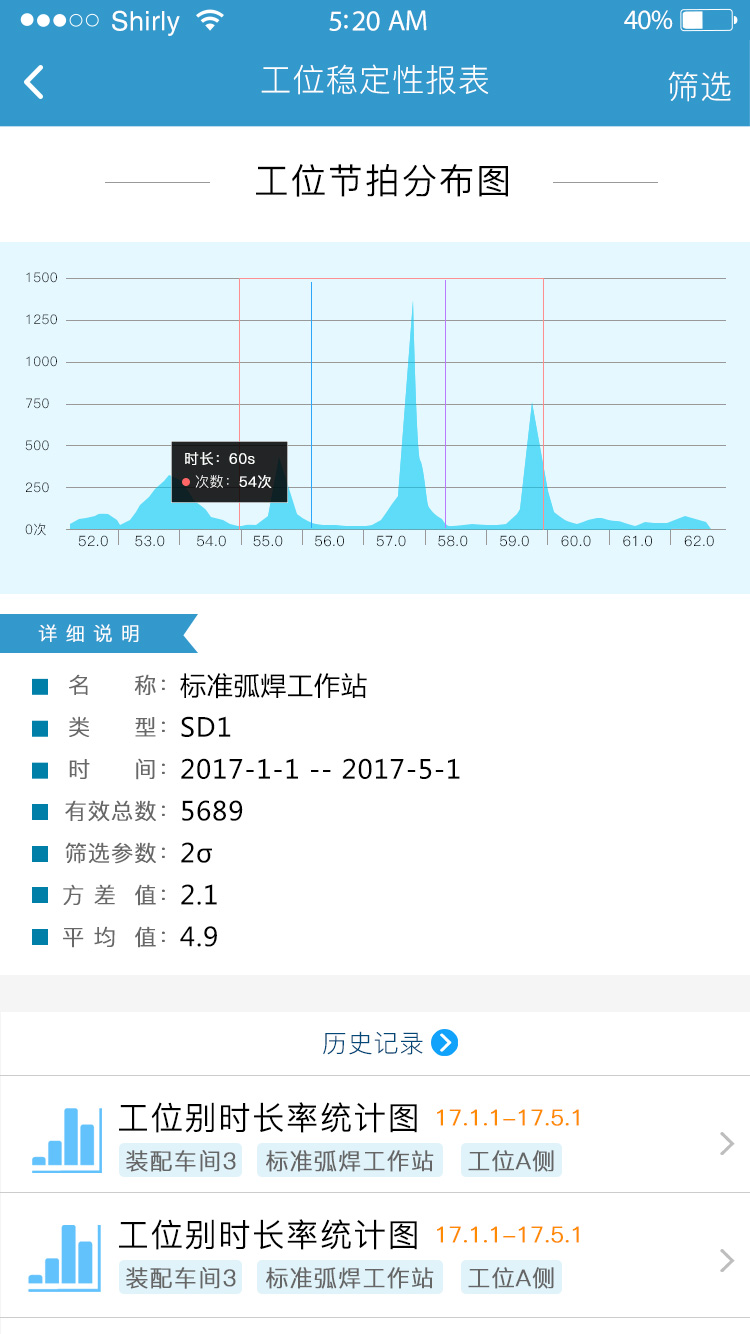 Shirly 5:20 AM 40%
工位稳定性报表 筛选
工位节拍分布图
1500
1250
1000
750
500
250
0次
时长：60s
次数：54次
52.0 53.0 54.0 55.0 56.0 57.0 58.0 59.0 60.0 61.0 62.0
详细说明
名 称：标准弧焊工作站
类 型：SD1
时 间：2017-1-1 -- 2017-5-1
有效总数：5689
筛选参数：2σ
方差值：2.1
平均值：4.9
历史记录
工位别时长率统计图 17.1.1–17.5.1
装配车间3 标准弧焊工作站 工位A侧
工位别时长率统计图 17.1.1–17.5.1
装配车间3 标准弧焊工作站 工位A侧